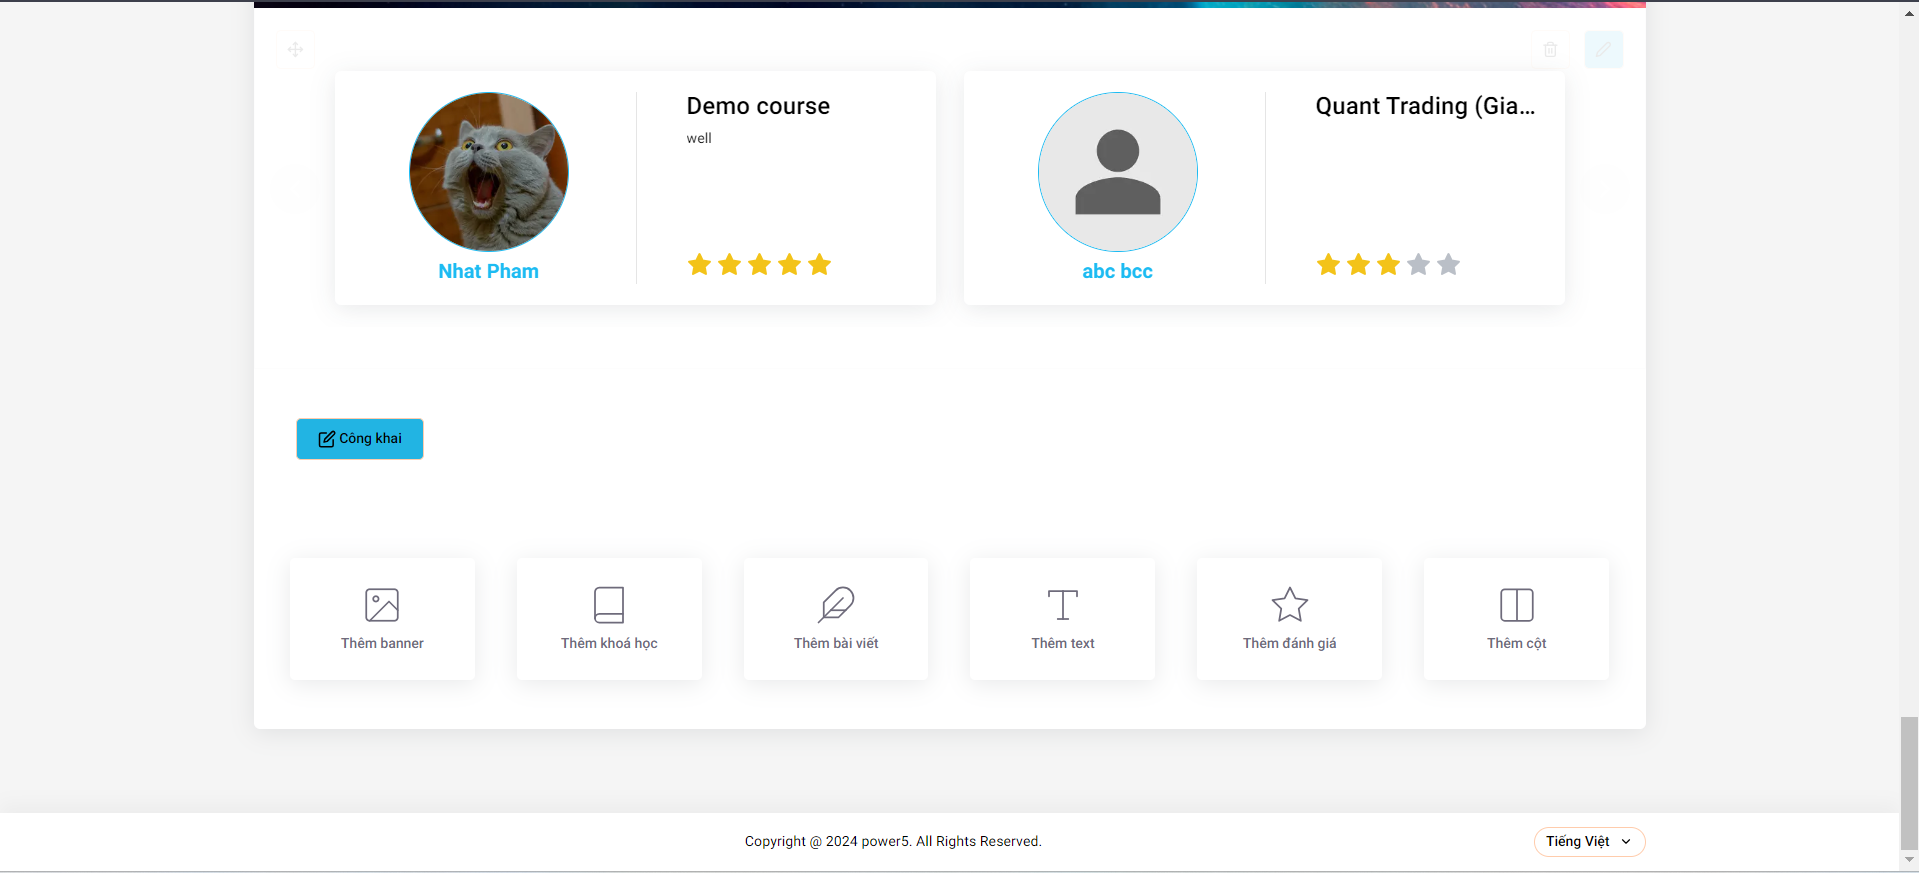 Demo course
well
Nhat Pham
Quant Trading (Gia...
abc bcc
Công khai
Thêm banner
Thêm khoá học
Thêm bài viết
Thêm text
Thêm đánh giá
Thêm cột
Copyright @ 2024 power5. All Rights Reserved.
Tiếng Việt